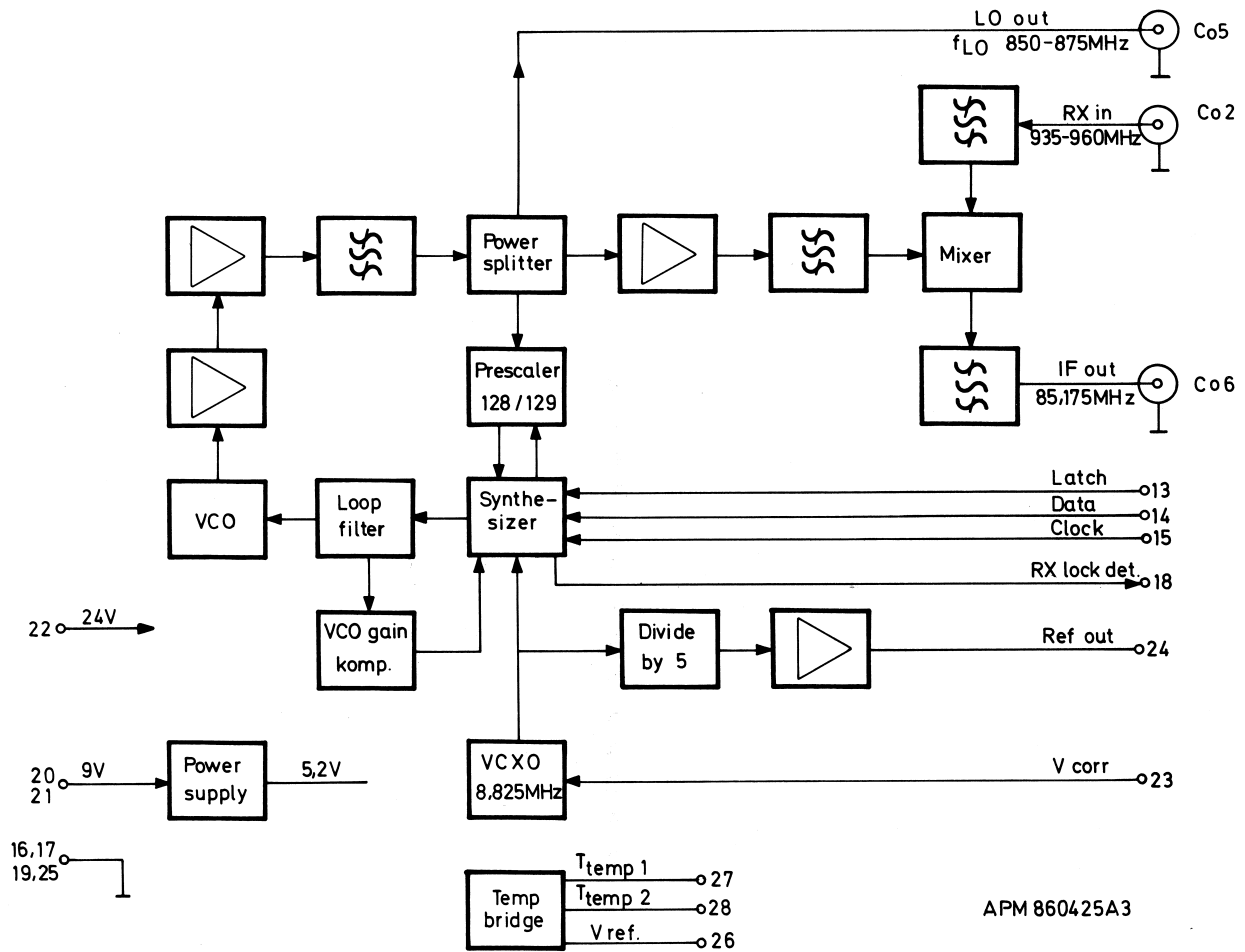 LO out
fLO 850-875MHz
Co5
RX in
935-960MHz
Co2
Power
splitter
Mixer
Prescaler
128/129
IF out
85,175MHz
Co6
VCO
Loop
filter
Synthe-
sizer
Latch
13
Data
14
Clock
15
RX lock det.
18
22
24V
VCO gain
komp.
Divide
by 5
Ref out
24
20
21
9V
Power
supply
5,2V
VCXO
8,825MHz
V corr
23
16,17
19,25
Temp
bridge
Ttemp 1
27
Ttemp 2
28
V ref.
26
APM 860425A3